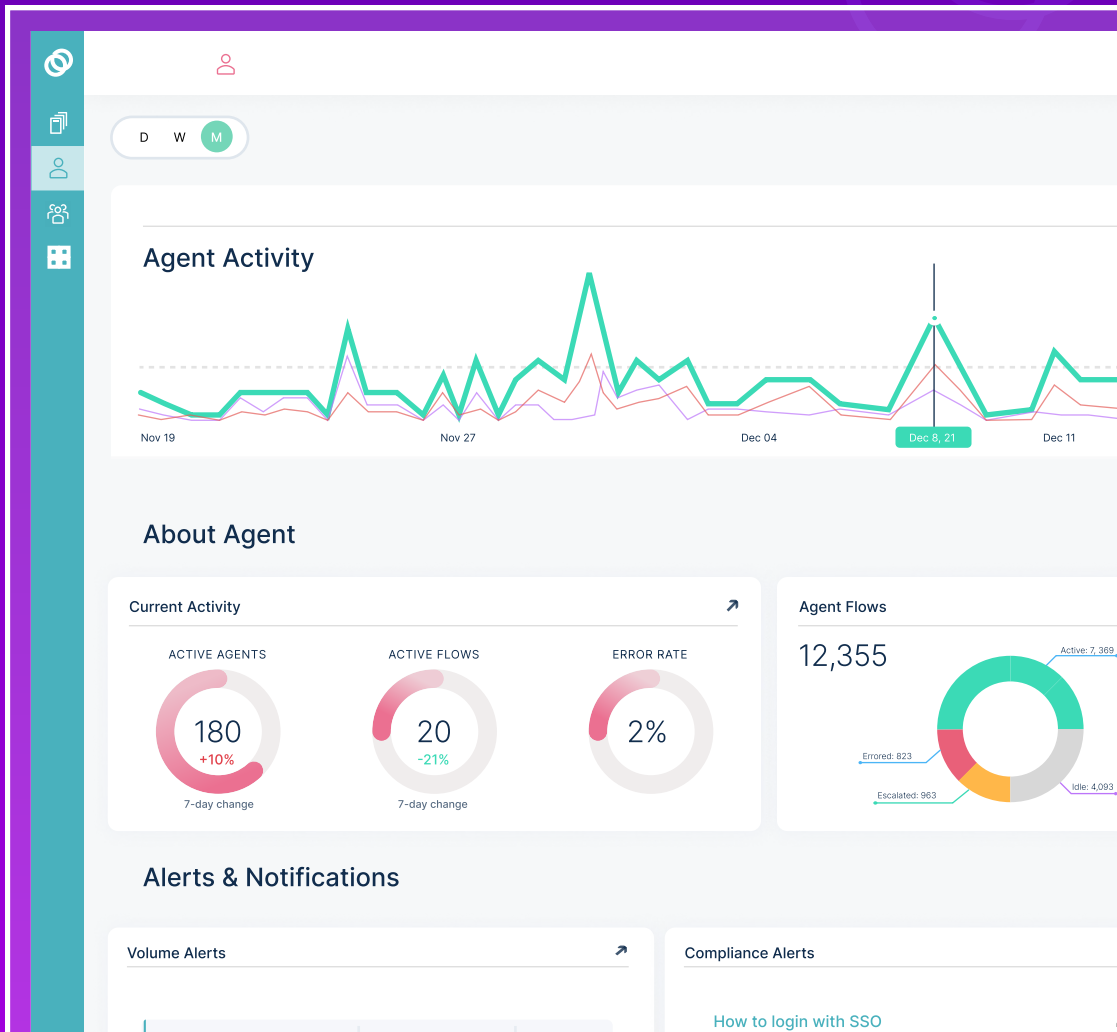 D W M
Agent Activity
Nov 19 Nov 27 Dec 04 Dec 8, 21 Dec 11
About Agent
Current Activity
ACTIVE AGENTS ACTIVE FLOWS ERROR RATE
180 20 2%
+10% -21%
7-day change 7-day change
Agent Flows
12,355
Active: 7, 369
Errored: 823
Idle: 4,093
Escalated: 963
Alerts & Notifications
Volume Alerts
Compliance Alerts
How to login with SSO